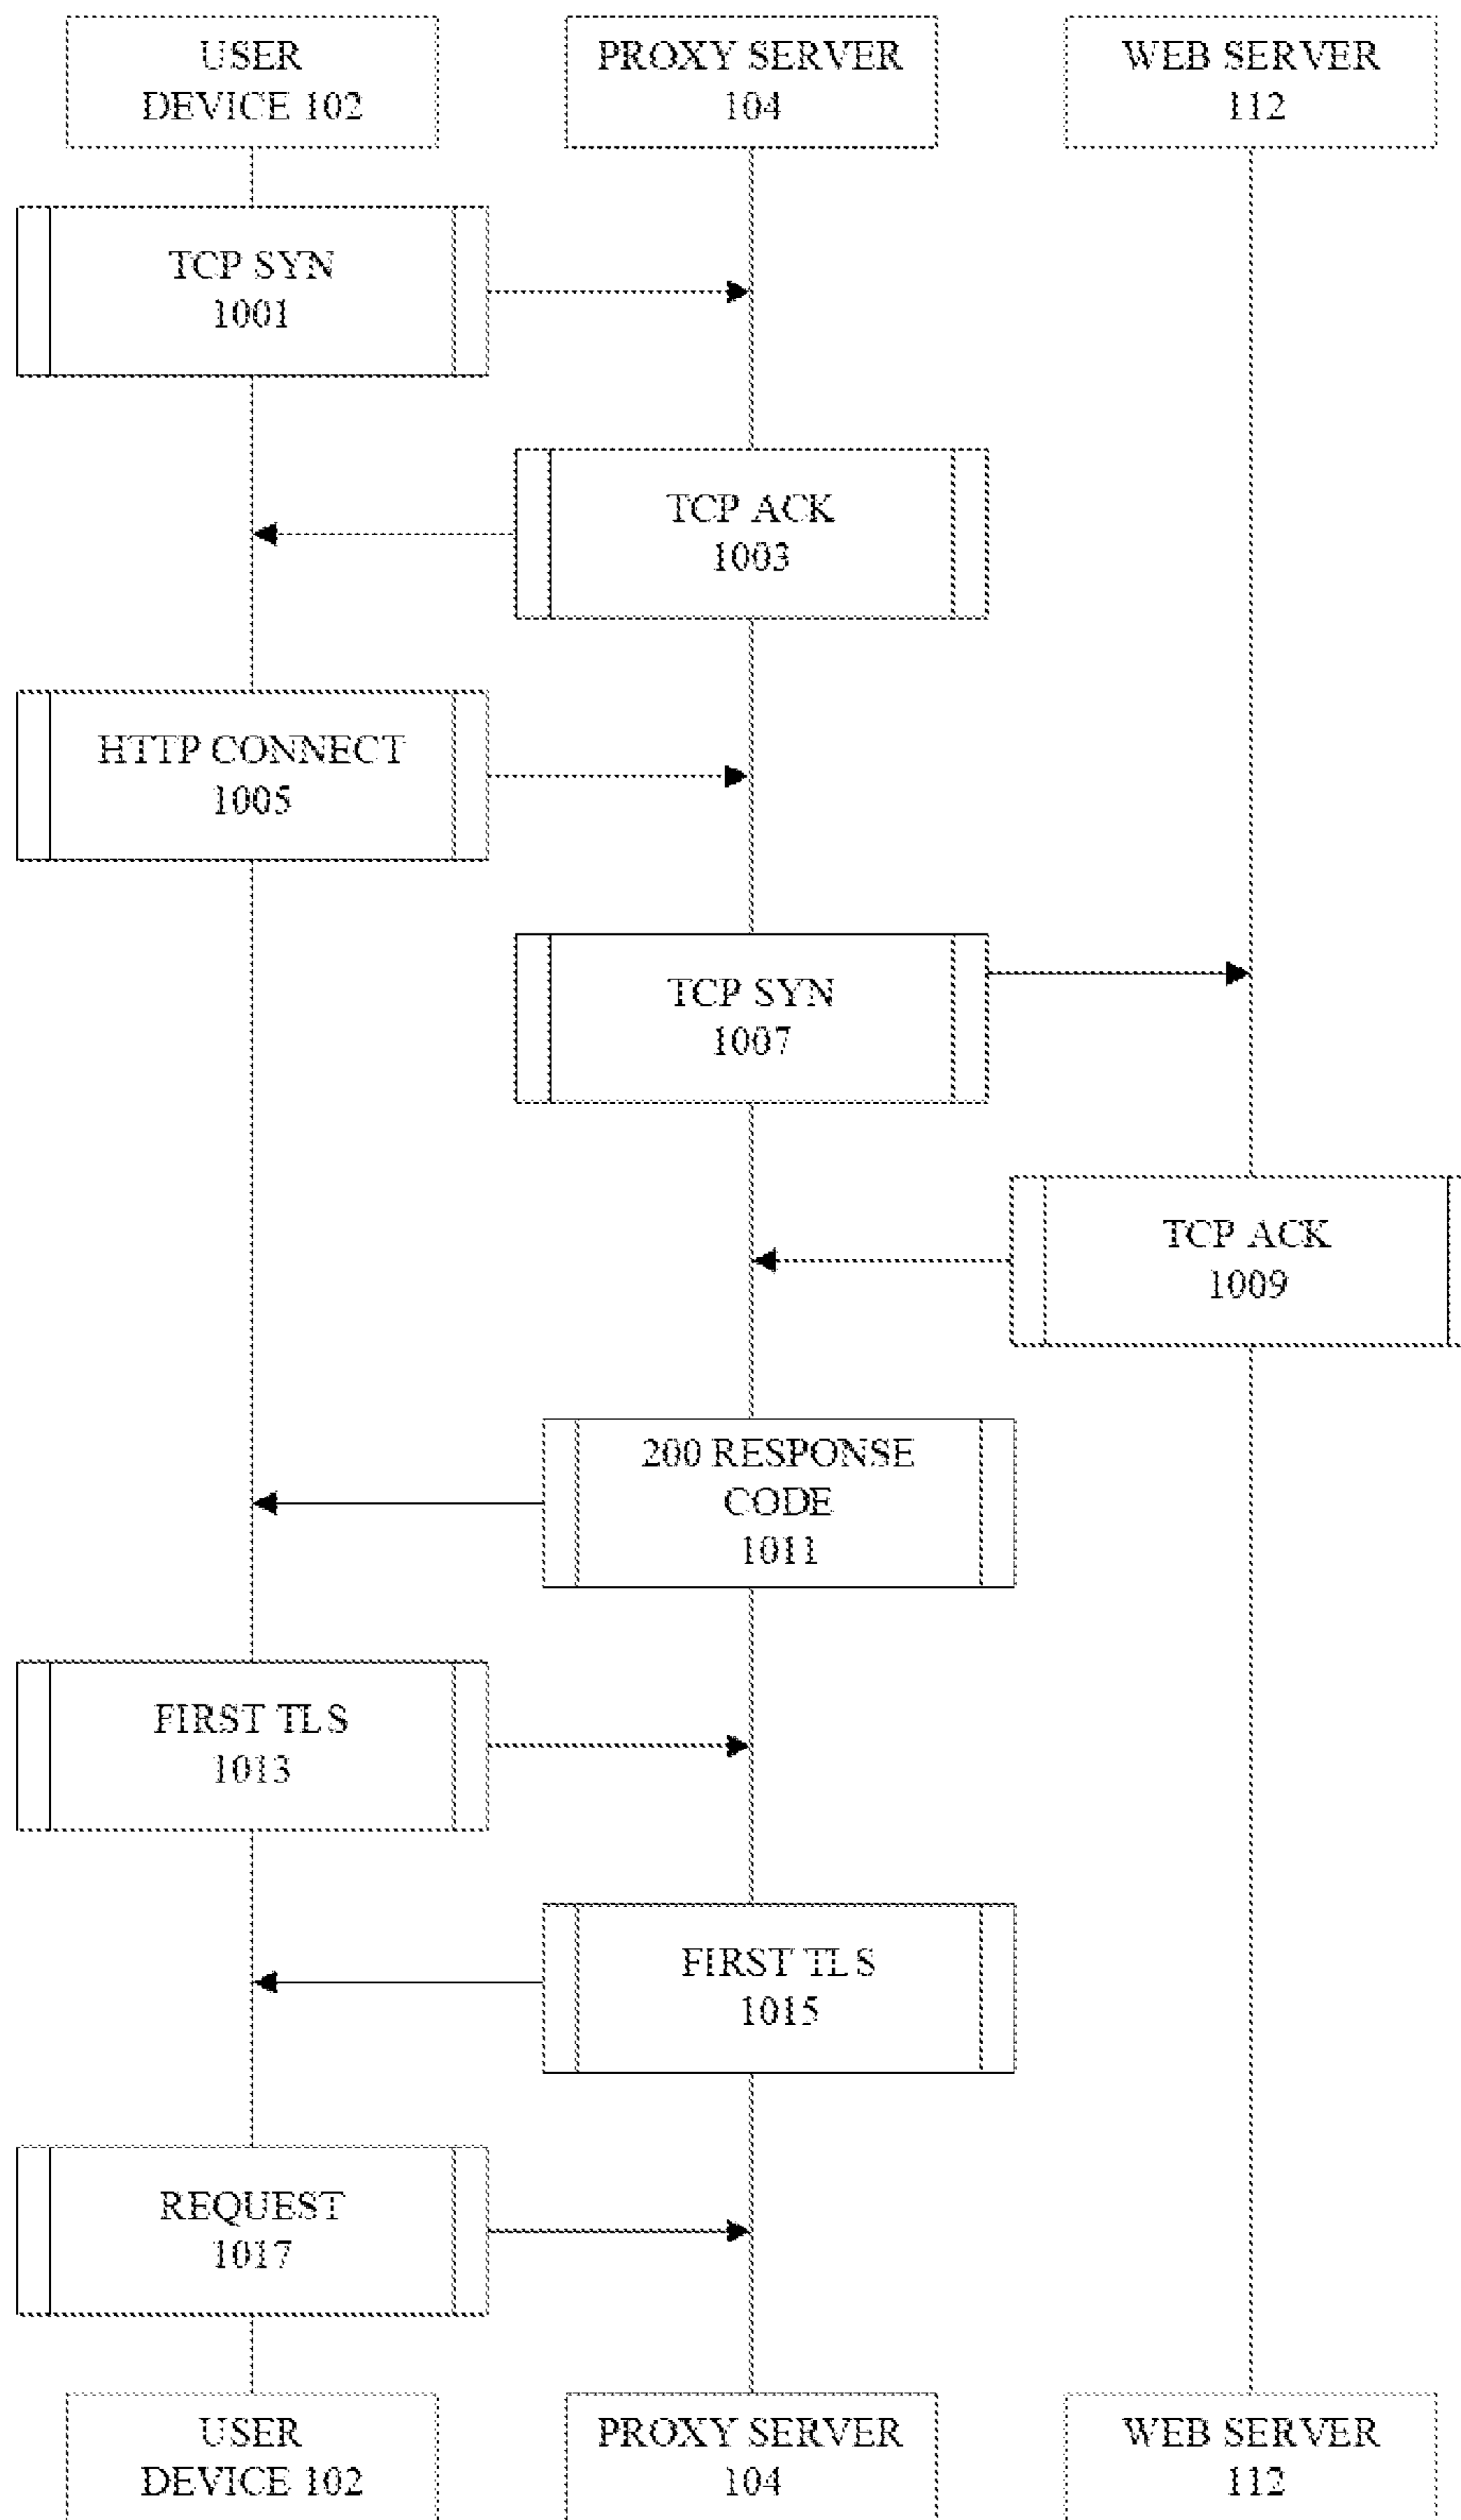 USER
DEVICE 102
PROXY SERVER
104
WEB SERVER
112
TCP SYN
1001
TCP ACK
1003
HTTP CONNECT
1005
TCP SYN
1007
TCP ACK
1009
200 RESPONSE
CODE
1011
FIRST TLS
1013
FIRST TLS
1015
REQUEST
1017
USER
DEVICE 102
PROXY SERVER
104
WEB SERVER
112